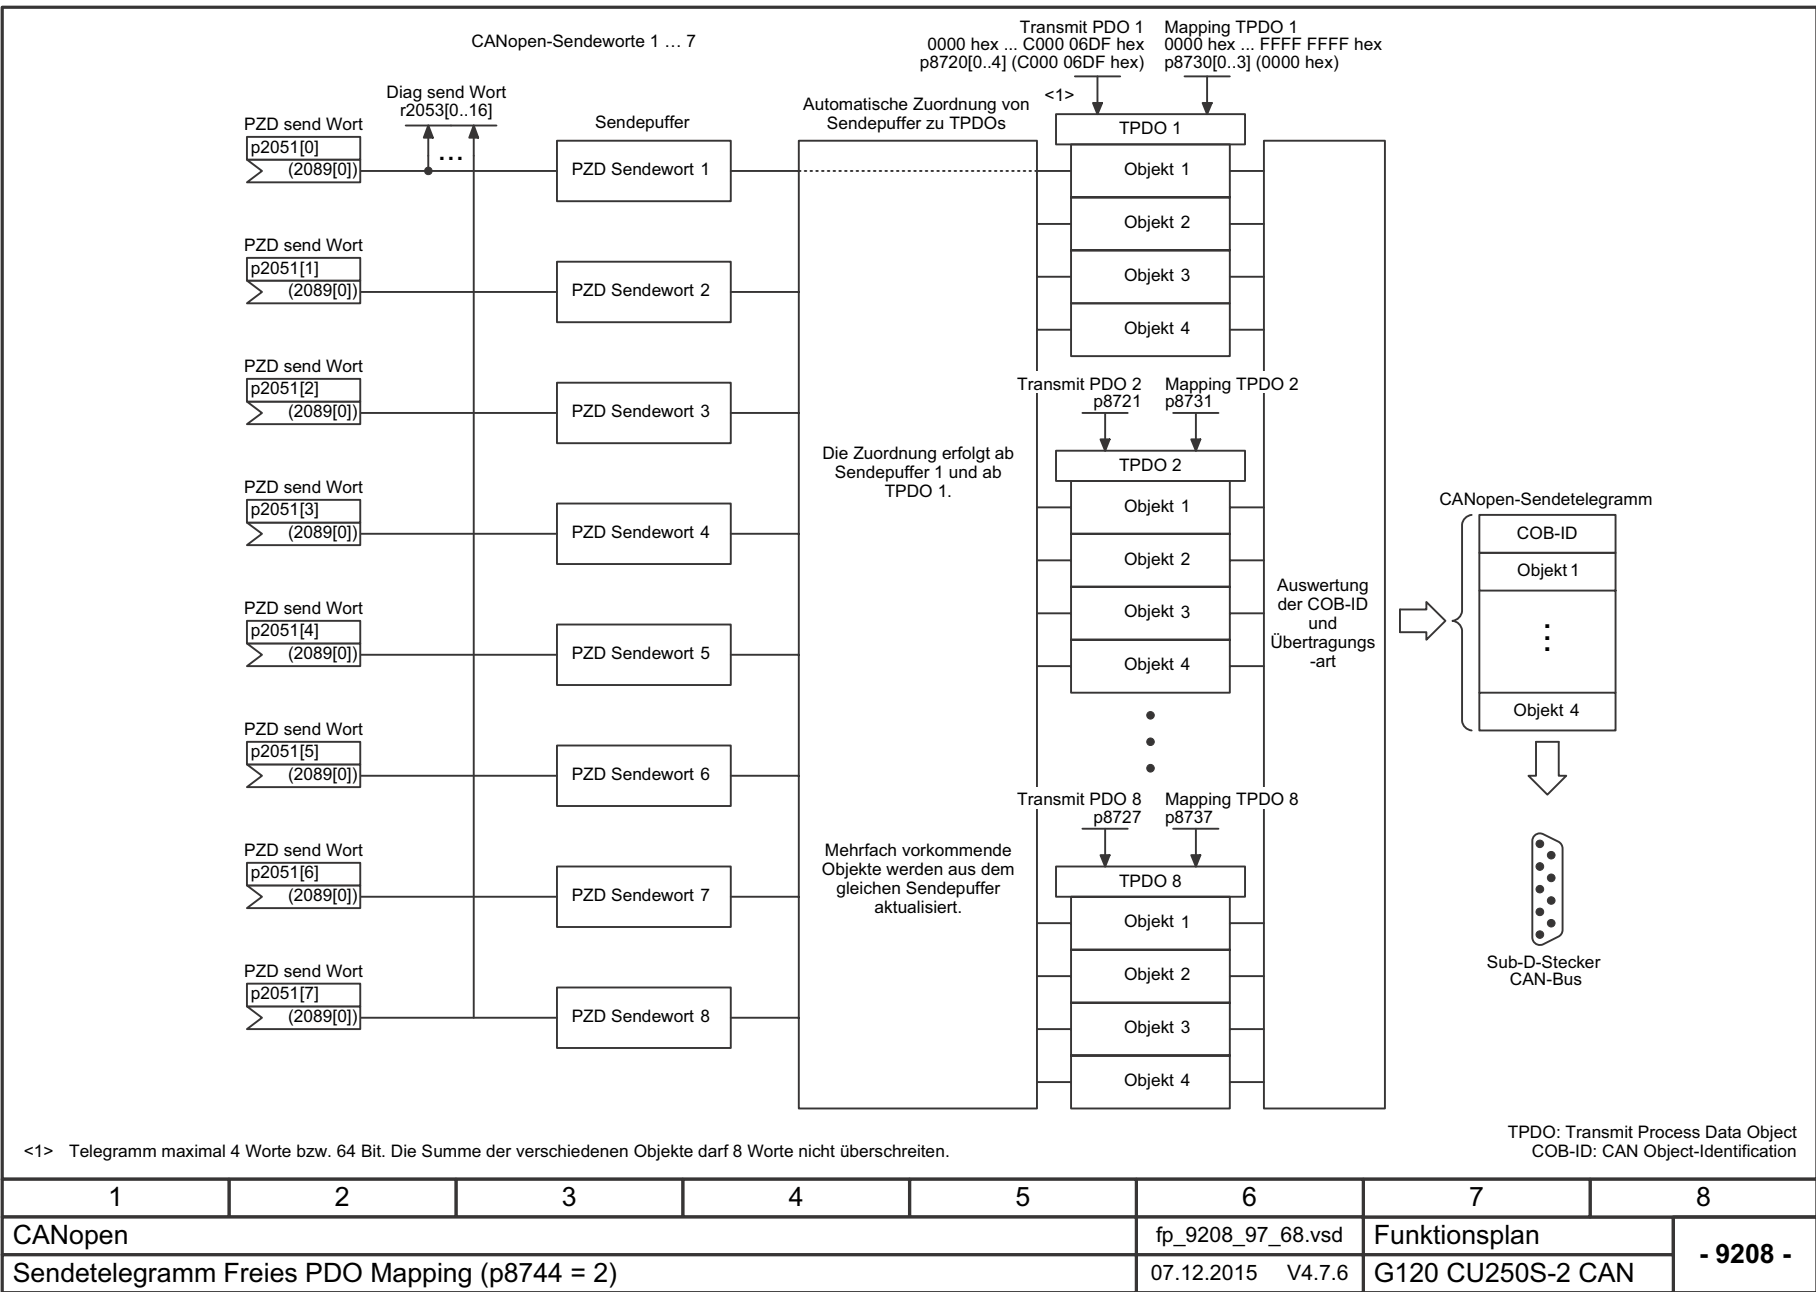 CANopen-Sendeworte 1 … 7
Transmit PDO 1
0000 hex ... C000 06DF hex
p8720[0..4] (C000 06DF hex)
Mapping TPDO 1
0000 hex ... FFFF FFFF hex
p8730[0..3] (0000 hex)
<1>
Diag send Wort
r2053[0..16]
...
Sendepuffer
Automatische Zuordnung von
Sendepuffer zu TPDOs
PZD send Wort
p2051[0]
(2089[0])
PZD Sendewort 1
PZD send Wort
p2051[1]
(2089[0])
PZD Sendewort 2
PZD send Wort
p2051[2]
(2089[0])
PZD Sendewort 3
PZD send Wort
p2051[3]
(2089[0])
PZD Sendewort 4
PZD send Wort
p2051[4]
(2089[0])
PZD Sendewort 5
PZD send Wort
p2051[5]
(2089[0])
PZD Sendewort 6
PZD send Wort
p2051[6]
(2089[0])
PZD Sendewort 7
PZD send Wort
p2051[7]
(2089[0])
PZD Sendewort 8
Die Zuordnung erfolgt ab
Sendepuffer 1 und ab
TPDO 1.
Mehrfach vorkommende
Objekte werden aus dem
gleichen Sendepuffer
aktualisiert.
TPDO 1
Objekt 1
Objekt 2
Objekt 3
Objekt 4
Transmit PDO 2
p8721
Mapping TPDO 2
p8731
TPDO 2
Objekt 1
Objekt 2
Objekt 3
Objekt 4
Transmit PDO 8
p8727
Mapping TPDO 8
p8737
TPDO 8
Objekt 1
Objekt 2
Objekt 3
Objekt 4
Auswertung
der COB-ID
und
Übertragungs
-art
CANopen-Sendetelegramm
COB-ID
Objekt 1
Objekt 4
Sub-D-Stecker
CAN-Bus
<1> Telegramm maximal 4 Worte bzw. 64 Bit. Die Summe der verschiedenen Objekte darf 8 Worte nicht überschreiten.
TPDO: Transmit Process Data Object
COB-ID: CAN Object-Identification
1 2 3 4 5 6 7 8
CANopen
fp_9208_97_68.vsd
Funktionsplan
- 9208 -
Sendetelegramm Freies PDO Mapping (p8744 = 2)
07.12.2015 V4.7.6
G120 CU250S-2 CAN